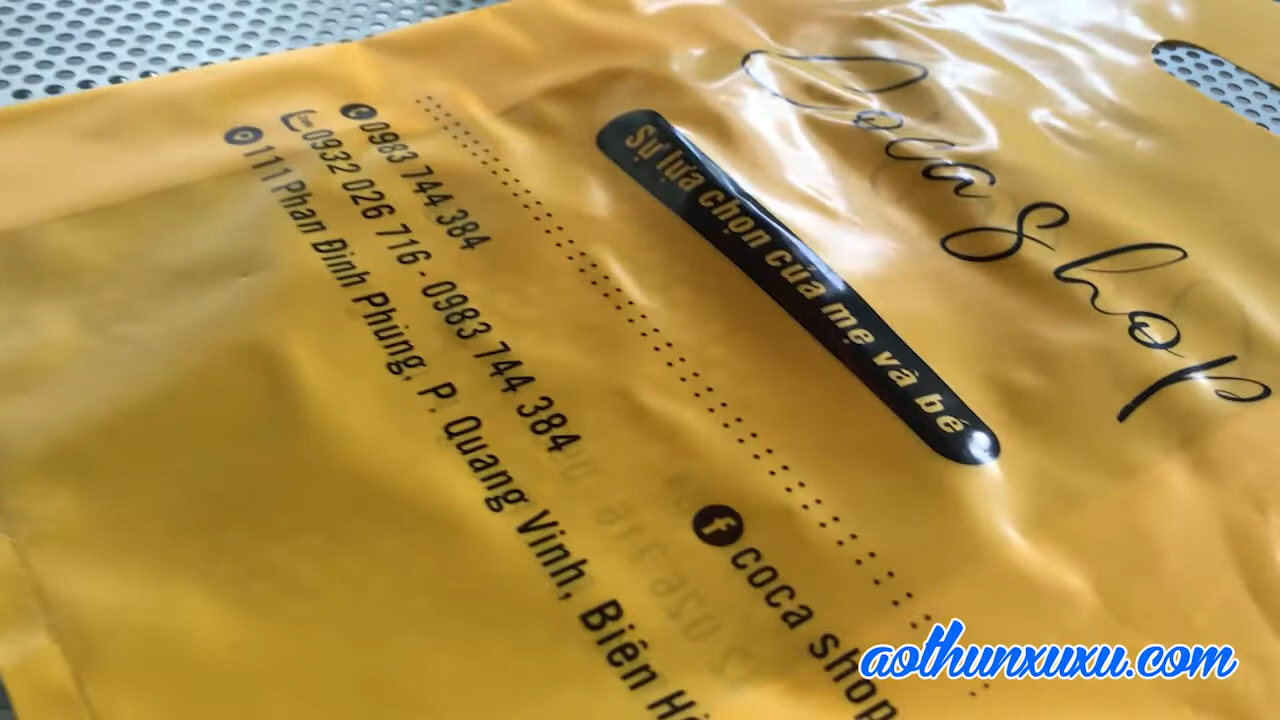 Coca Shop
Sự lựa chọn của mẹ và bé
0983 744 384
coca shop
0932 026 716 - 0983 744 384
111 Phan Đình Phùng, P. Quang Vinh, Biên Hò
aothunxuxu.com